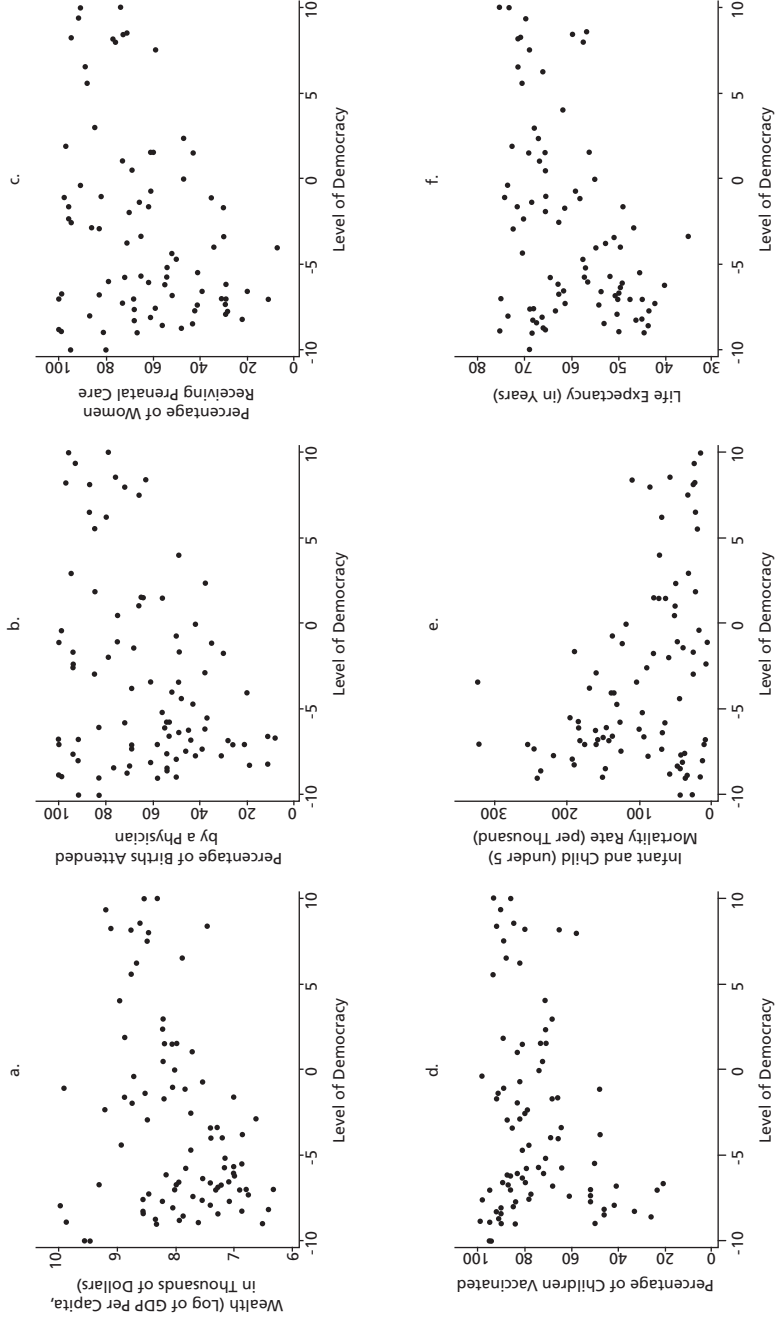 a.
Wealth (Log of GDP Per Capita,
in Thousands of Dollars)
10
9
8
7
6
-10 -5 0 5 10
Level of Democracy
b.
Percentage of Births Attended
by a Physician
100
80
60
40
20
0
-10 -5 0 5 10
Level of Democracy
c.
Percentage of Women
Receiving Prenatal Care
100
80
60
40
20
0
-10 -5 0 5 10
Level of Democracy
d.
Percentage of Children Vaccinated
100
80
60
40
20
0
-10 -5 0 5 10
Level of Democracy
e.
Infant and Child (under 5)
Mortality Rate (per Thousand)
300
200
100
0
-10 -5 0 5 10
Level of Democracy
f.
Life Expectancy (in Years)
80
70
60
50
40
30
-10 -5 0 5 10
Level of Democracy